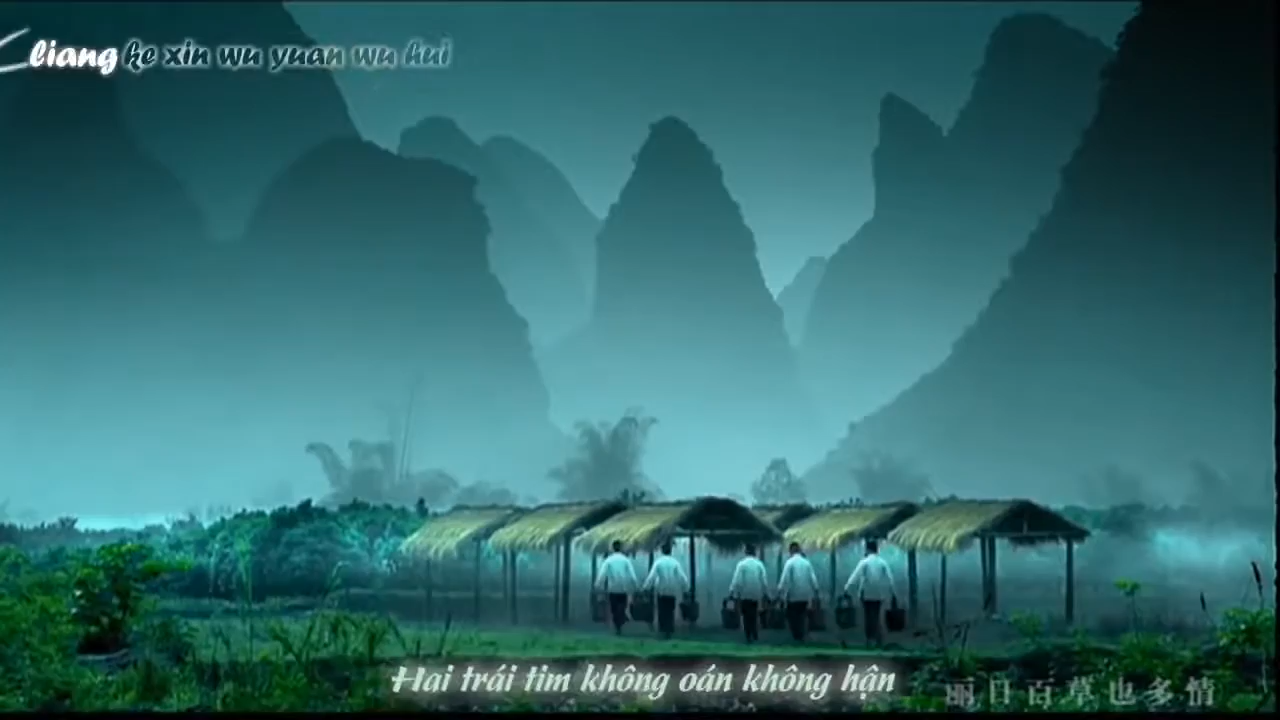 liang ke xin wu yuan wu hui
Hai trái tim không oán không hận
丽日百草也多情